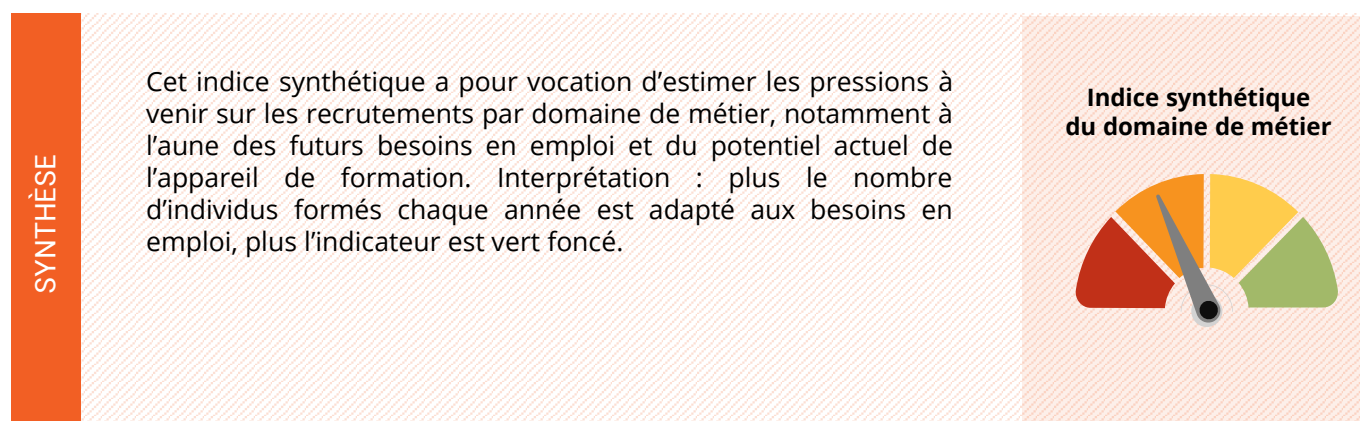 SYNTHÈSE
Cet indice synthétique a pour vocation d’estimer les pressions à
venir sur les recrutements par domaine de métier, notamment à
l’aune des futurs besoins en emploi et du potentiel actuel de
l’appareil de formation. Interprétation : plus le nombre
d’individus formés chaque année est adapté aux besoins en
emploi, plus l’indicateur est vert foncé.
Indice synthétique
du domaine de métier